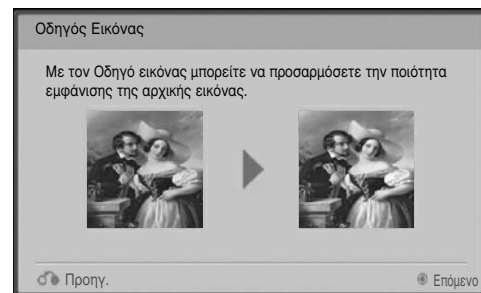 Οδηγός Εικόνας
Με τον Οδηγό εικόνας μπορείτε να προσαρμόσετε την ποιότητα
εμφάνισης της αρχικής εικόνας.
Προηγ.
Επόμενο